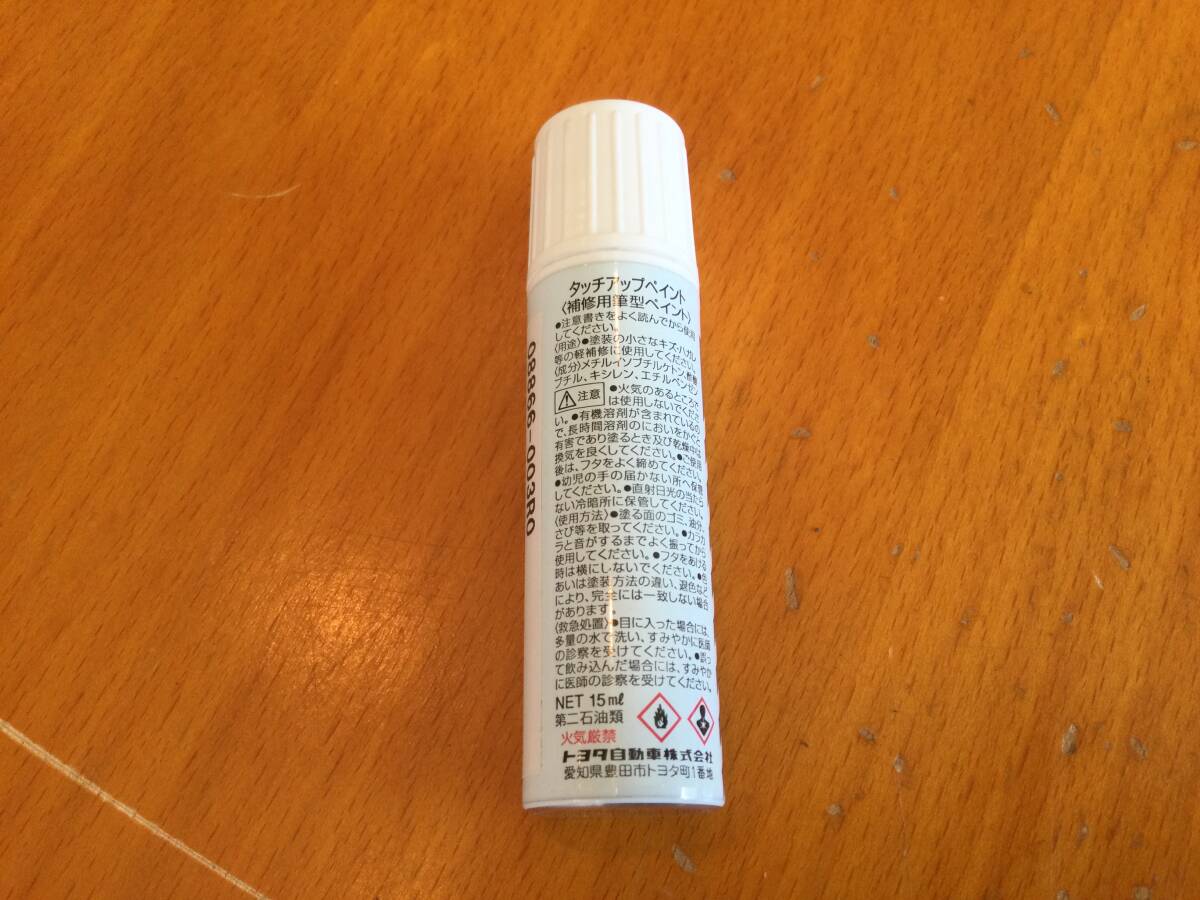 タッチアップペイント
〈補修用筆型ペイント〉
●注意書きをよく読んでから使用
してください。
〈用途〉●塗装の小さなキズ・ハガレ
等の軽補修に使用してください。
〈成分〉メチルイソブチルケトン、酢酸
ブチル、キシレン、エチルベンゼン
注意 ●火気のあるところで
は使用しないでくださ
い。●有機溶剤が含まれているの
で、長時間溶剤のにおいをかぐと
有害であり塗るとき及び乾燥中は
換気を良くしてください。●ご使用
後は、フタをよく締めてください。
●幼児の手の届かない所へ保管
してください。●直射日光の当たら
ない冷暗所に保管してください。
〈使用方法〉●塗る面のゴミ、油分、
さび等を取ってください。●カラカ
ラと音がするまでよく振ってから
使用してください。●フタをあける
時は横にしないでください。●色
あいは塗装方法の違い、退色など
により、完全には一致しない場合
があります。
〈救急処置〉●目に入った場合には、
多量の水で洗い、すみやかに医師
の診察を受けてください。●誤っ
て飲み込んだ場合には、すみやか
に医師の診察を受けてください。
NET 15ml
第二石油類
火気厳禁
トヨタ自動車株式会社
愛知県豊田市トヨタ町1番地
08866-003R0